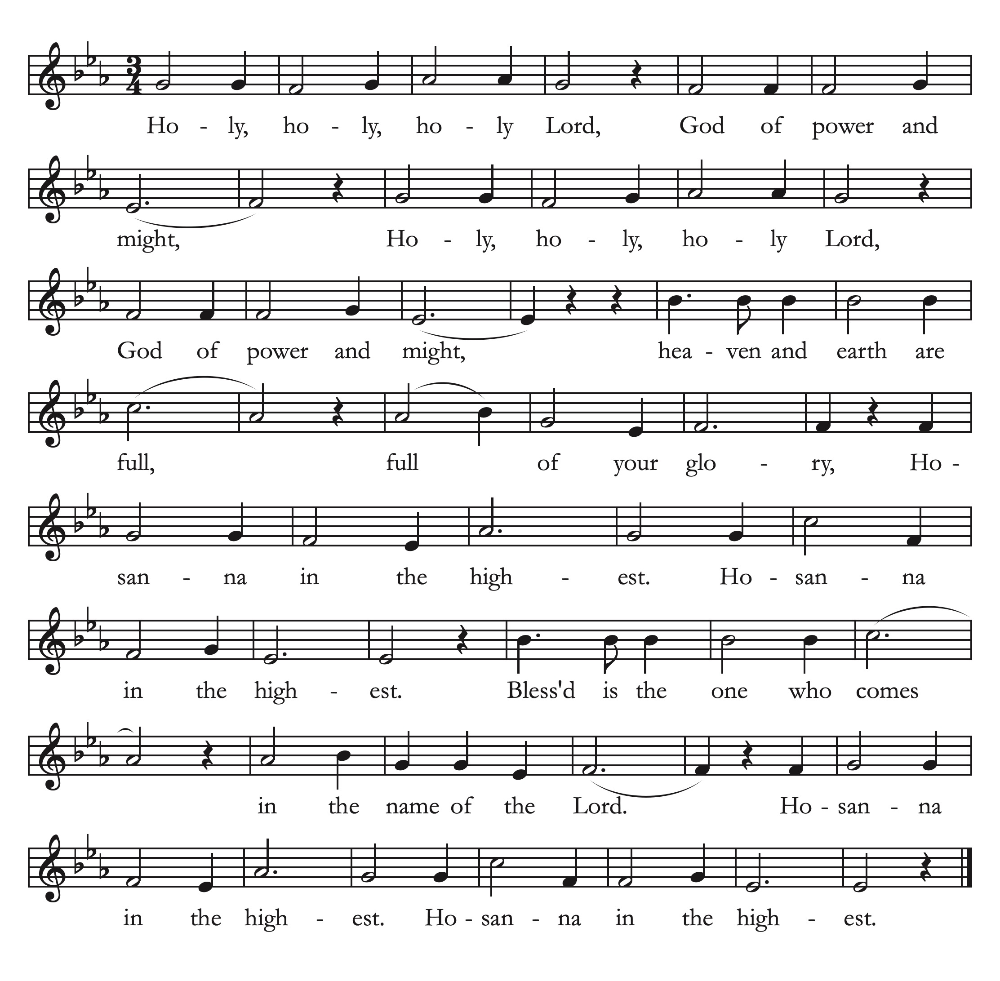 Ho - ly, ho - ly, ho - ly Lord, God of power and
might, Ho - ly, ho - ly, ho - ly Lord,
God of power and might, hea - ven and earth are
full, full of your glo - ry, Ho -
san - na in the high - est. Ho - san - na
in the high - est. Bless'd is the one who comes
in the name of the Lord. Ho - san - na
in the high - est. Ho - san - na in the high - est.